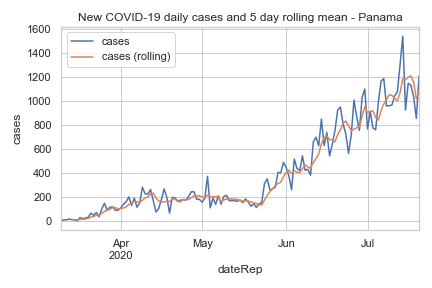 New COVID-19 daily cases and 5 day rolling mean - Panama
cases
cases (rolling)
1600
1400
1200
1000
800
600
400
200
0
cases
Apr
2020
May
Jun
Jul
dateRep